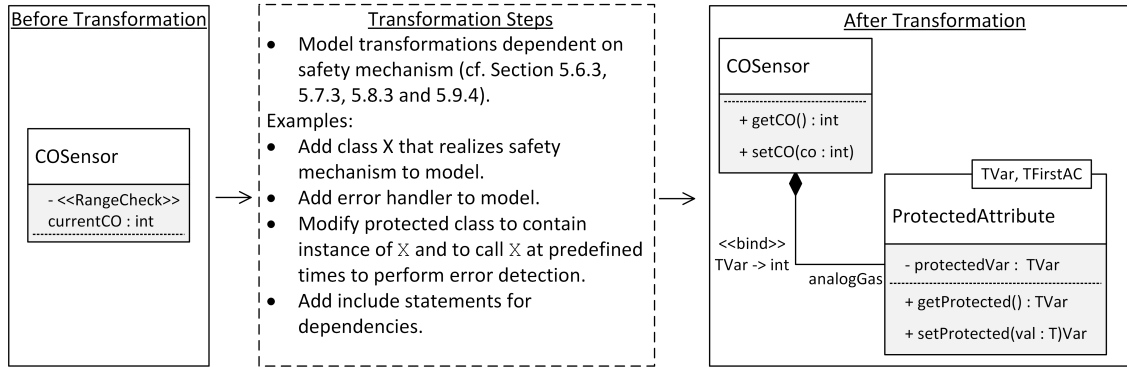 Before Transformation
COSensor
- <<RangeCheck>>
currentCO : int
Transformation Steps
• Model transformations dependent on
safety mechanism (cf. Section 5.6.3,
5.7.3, 5.8.3 and 5.9.4).
Examples:
• Add class X that realizes safety
mechanism to model.
• Add error handler to model.
• Modify protected class to contain
instance of X and to call X at predefined
times to perform error detection.
• Add include statements for
dependencies.
After Transformation
COSensor
+ getCO() : int
+ setCO(co : int)
<<bind>>
TVar -> int
analogGas
TVar, TFirstAC
ProtectedAttribute
- protectedVar : TVar
+ getProtected() : TVar
+ setProtected(val : T)Var